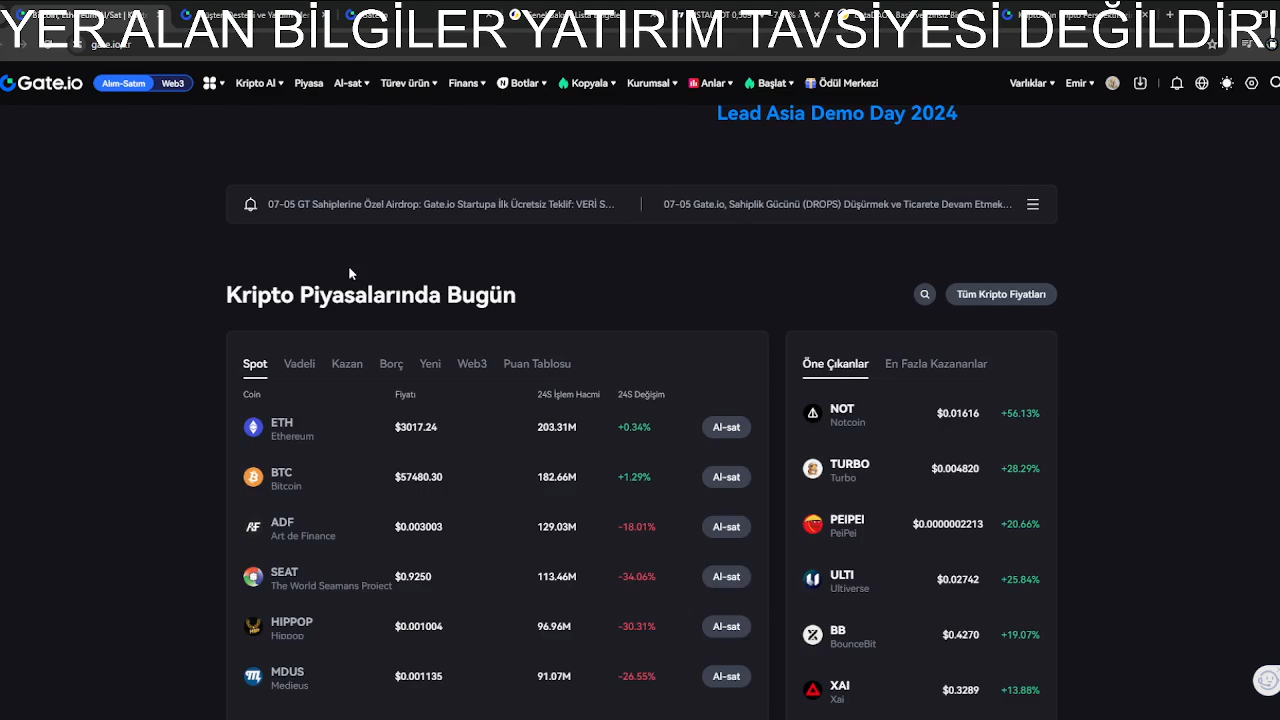 YER ALAN BİLGİLER YATIRIM TAVSİYESİ DEĞİLDİR!
gate.io/tr
Gate.io Alım-Satım Web3 Kripto Al Piyasa Al-sat Türev ürün Finans Botlar Kopyala Kurumsal Anlar Başlat Ödül Merkezi Varlıklar Emir
Lead Asia Demo Day 2024
07-05 GT Sahiplerine Özel Airdrop: Gate.io Startupa İlk Ücretsiz Teklif: VERİ S... 07-05 Gate.io, Sahiplik Gücünü (DROPS) Düşürmek ve Ticarete Devam Etmek...
Kripto Piyasalarında Bugün
Tüm Kripto Fiyatları
Spot Vadeli Kazan Borç Yeni Web3 Puan Tablosu
Coin Fiyatı 24S İşlem Hacmi 24S Değişim
ETH $3017.24 203.31M +0.34% Al-sat
Ethereum
BTC $57480.30 182.66M +1.29% Al-sat
Bitcoin
ADF $0.003003 129.03M -18.01% Al-sat
Art de Finance
SEAT $0.9250 113.46M -34.06% Al-sat
The World Seamans Project
HIPPOP $0.001004 96.96M -30.31% Al-sat
Hippop
MDUS $0.001135 91.07M -26.55% Al-sat
Medieus
Öne Çıkanlar En Fazla Kazananlar
NOT $0.01616 +56.13%
Notcoin
TURBO $0.004820 +28.29%
Turbo
PEIPEI $0.0000002213 +20.66%
PeiPei
ULTI $0.02742 +25.84%
Ultiverse
BB $0.4270 +19.07%
BounceBit
XAI $0.3289 +13.88%
Xai